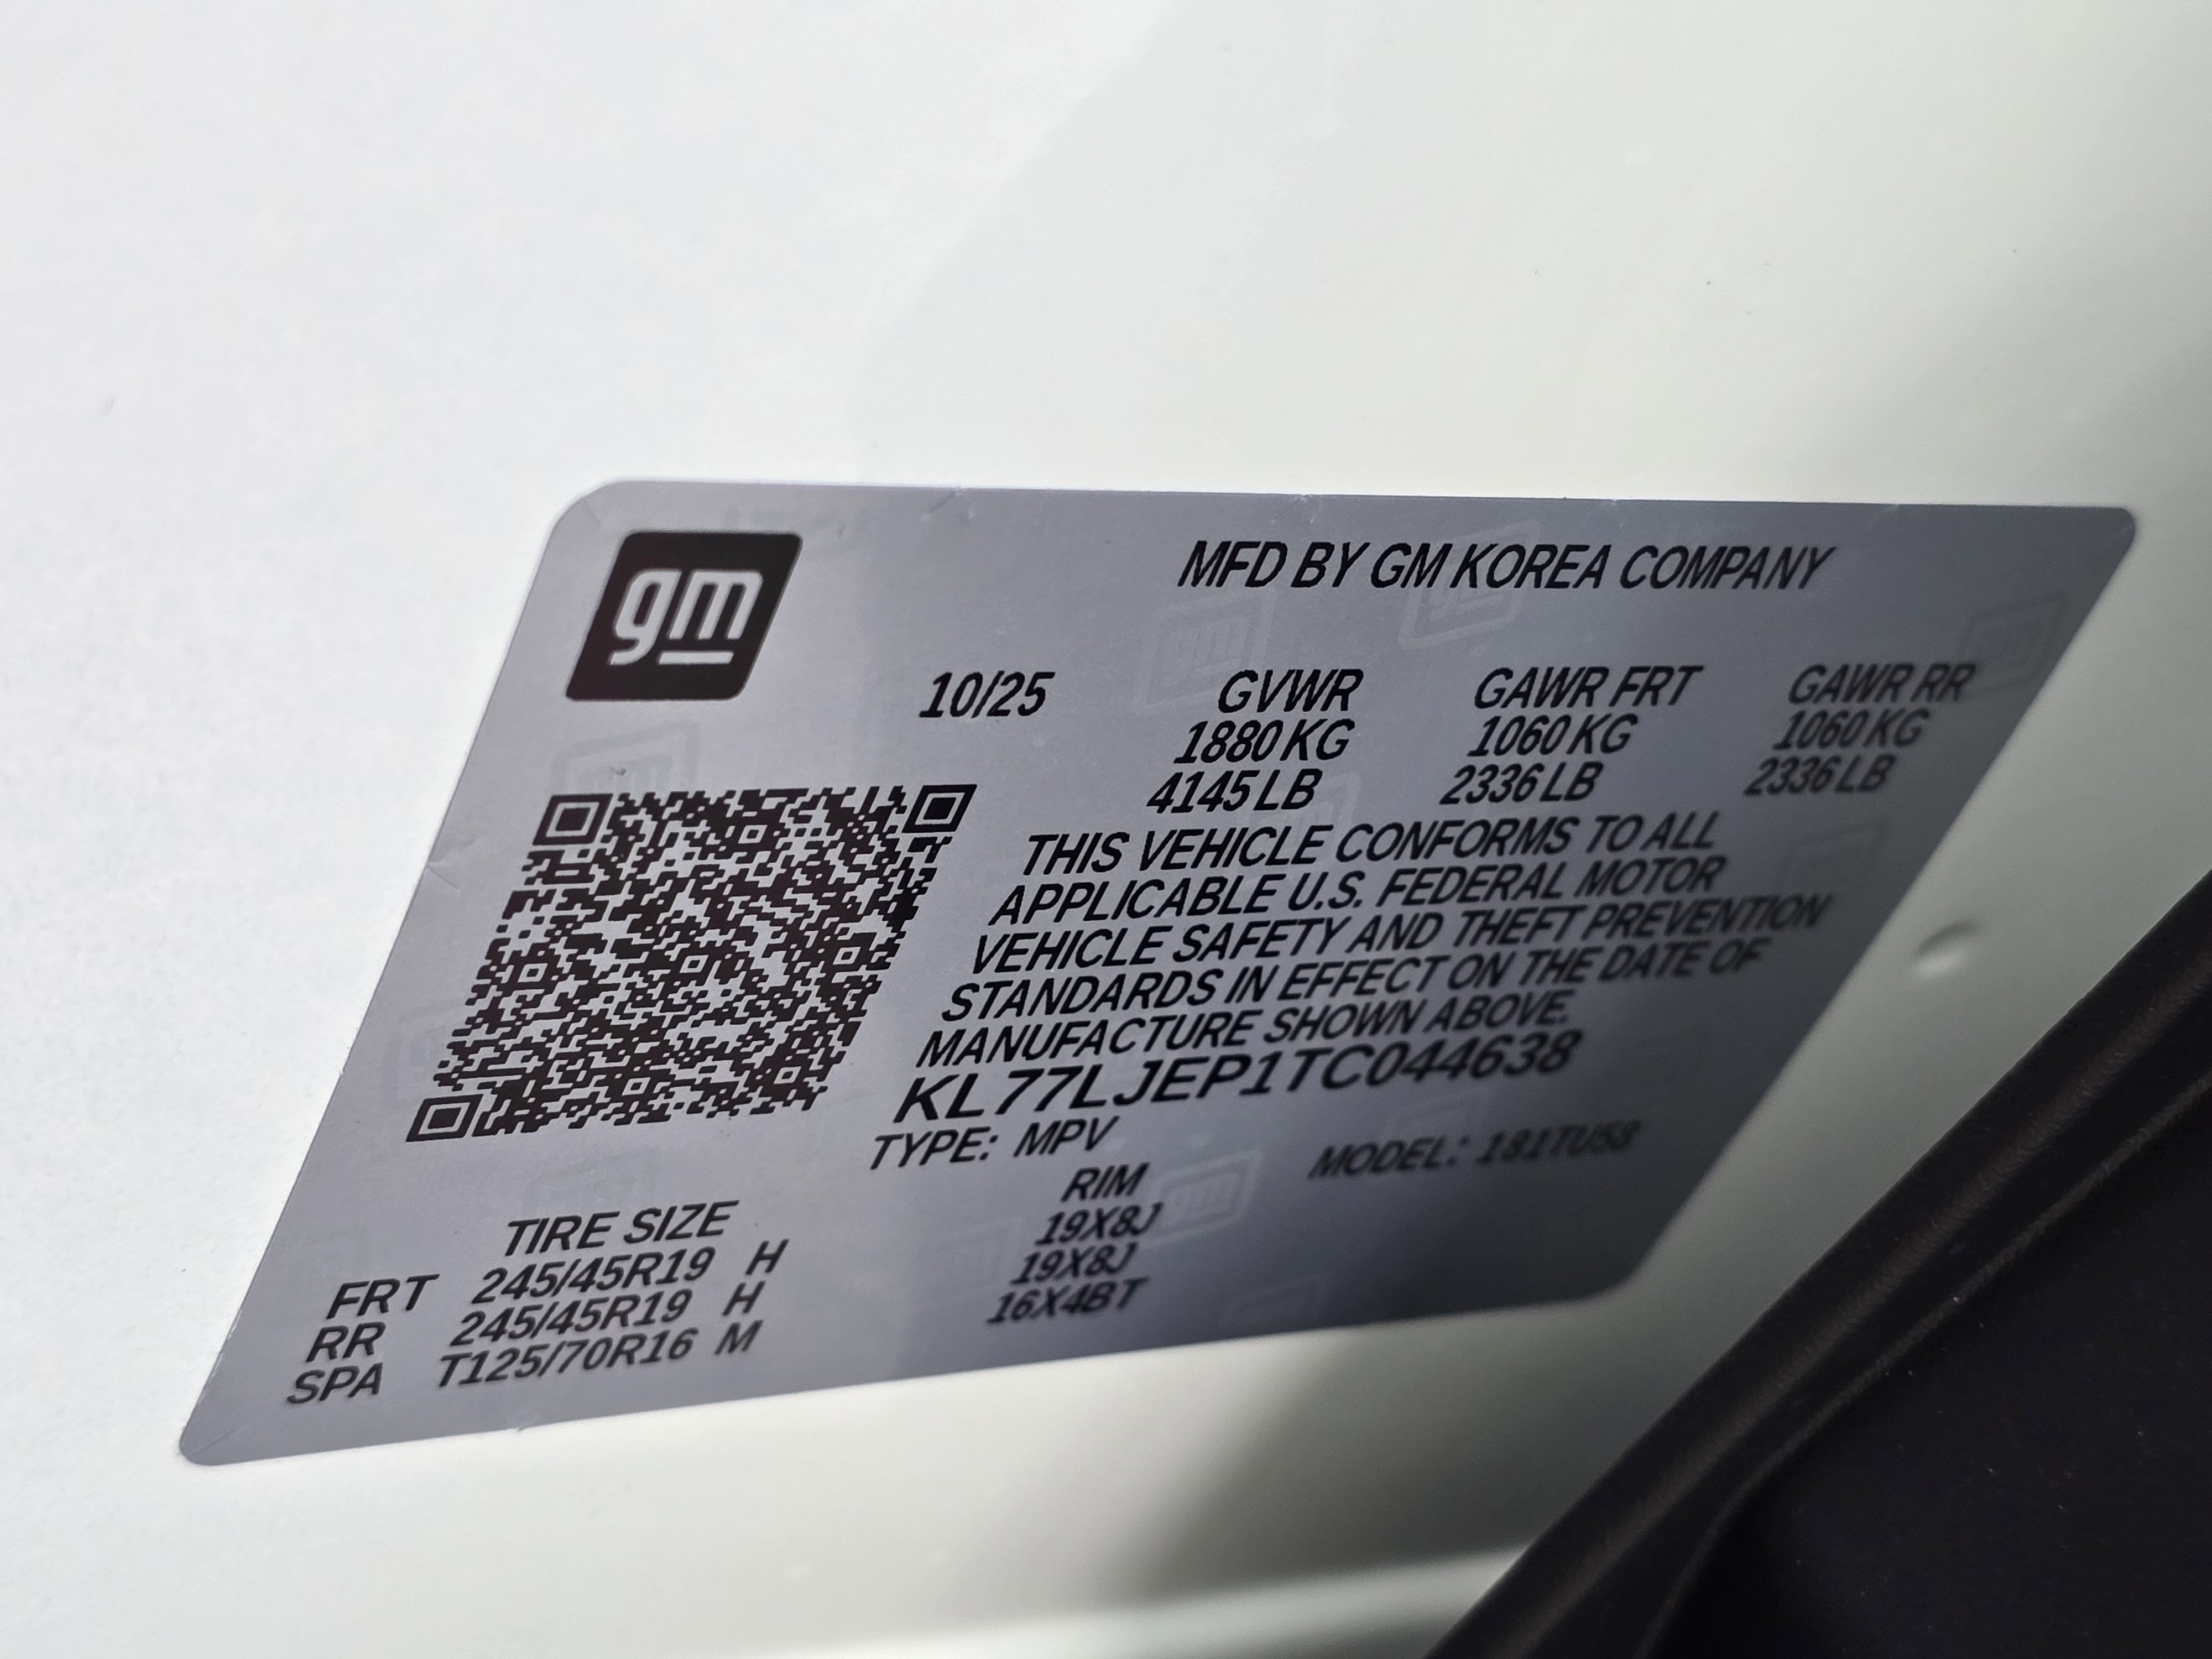 gm
MFD BY GM KOREA COMPANY
10/25 GVWR GAWR FRT GAWR RR
1880 KG 1060 KG 1060 KG
4145 LB 2336 LB 2336 LB
THIS VEHICLE CONFORMS TO ALL
APPLICABLE U.S. FEDERAL MOTOR
VEHICLE SAFETY AND THEFT PREVENTION
STANDARDS IN EFFECT ON THE DATE OF
MANUFACTURE SHOWN ABOVE.
KL77LJEP1TC044638
TYPE: MPV MODEL: 181TU58
TIRE SIZE RIM
FRT 245/45R19 H 19X8J
RR 245/45R19 H 19X8J
SPA T125/70R16 M 16X4BT